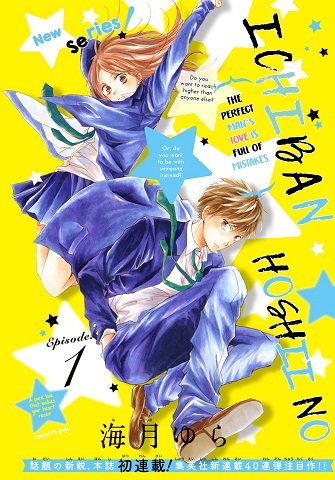 New Series!
Do you
want to reach
higher than
anyone else?
Or, do
you want
to be with
someone
instead?
ICHIBAN HOSHII NO
THE PERFECT
MAN'S
LOVE IS
FULL OF
MISTAKES.
Episode.
1
海月ゆら
話題の新鋭、本誌初連載!集英社新連載40連弾注目作!!